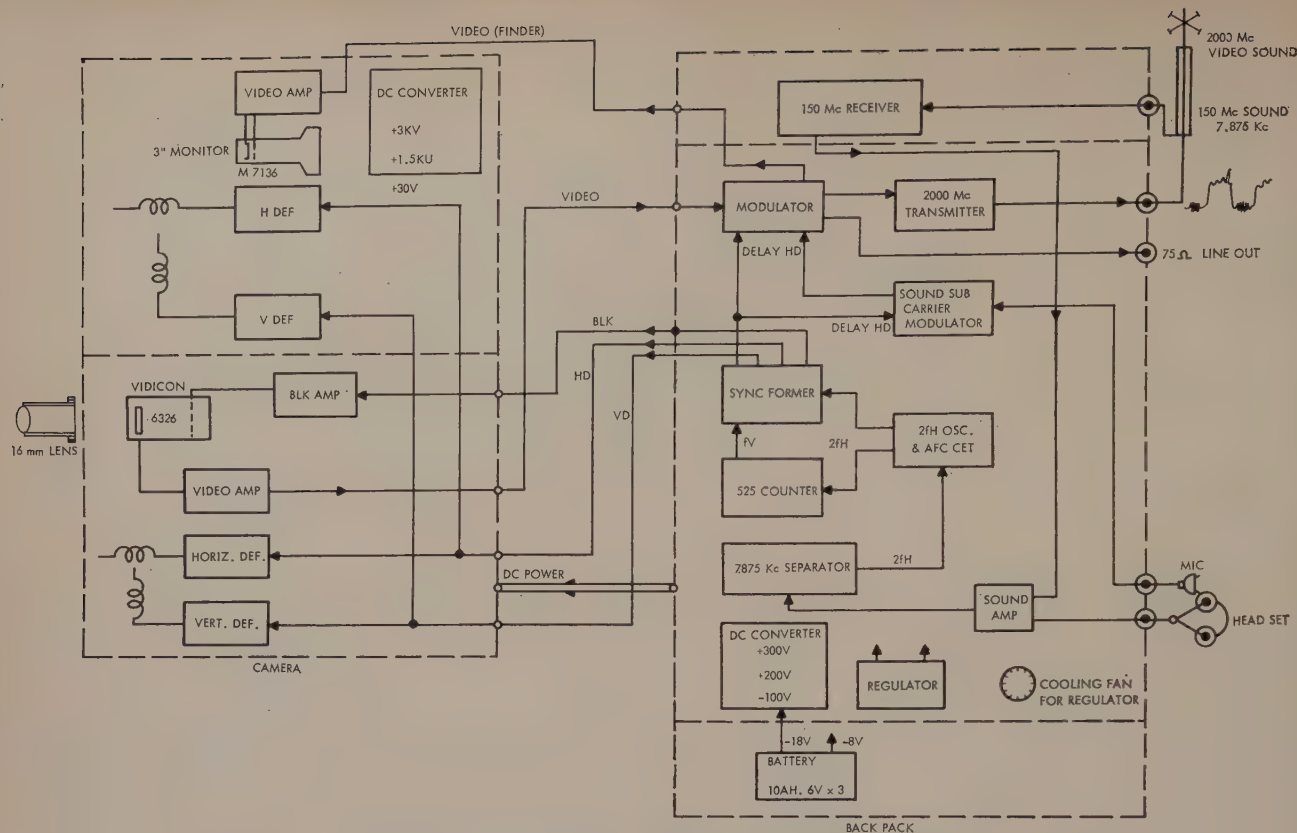 VIDEO (FINDER)
2000 Mc
VIDEO SOUND
VIDEO AMP
DC CONVERTER
+3KV
+1.5KU
+30V
3" MONITOR
M 7136
150 Mc RECEIVER
150 Mc SOUND
7.875 Kc
H DEF
VIDEO
MODULATOR
2000 Mc
TRANSMITTER
DELAY HD
75Ω LINE OUT
V DEF
SOUND SUB
CARRIER
MODULATOR
DELAY HD
BLK
HD
VD
VIDICON
6326
BLK AMP
SYNC FORMER
16 mm LENS
fV
2fH
2fH OSC.
& AFC CET
VIDEO AMP
525 COUNTER
HORIZ. DEF.
DC POWER
7.875 Kc SEPARATOR
2fH
MIC
VERT. DEF.
SOUND
AMP
HEAD SET
CAMERA
DC CONVERTER
+300V
+200V
-100V
REGULATOR
COOLING FAN
FOR REGULATOR
-18V
-8V
BATTERY
10AH. 6V x 3
BACK PACK